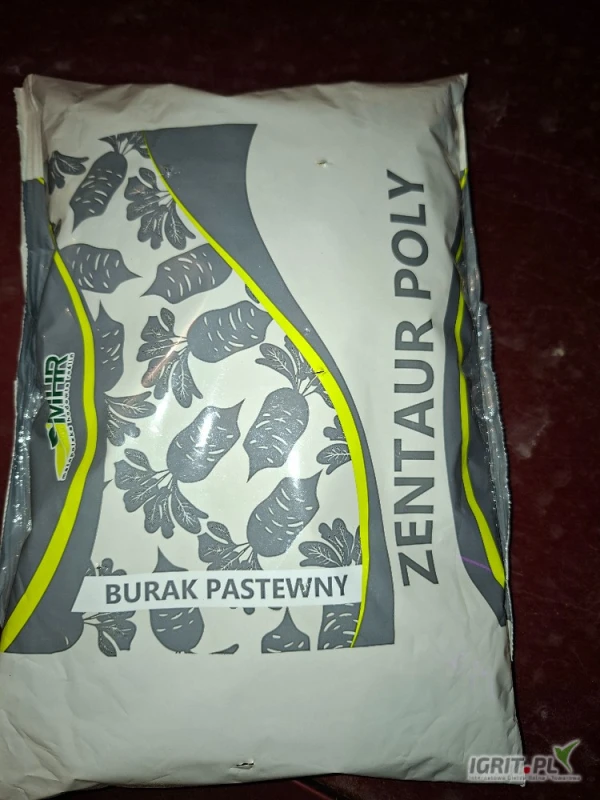 MHR
BURAK PASTEWNY
ZENTAUR POLY
IGRIT.PL